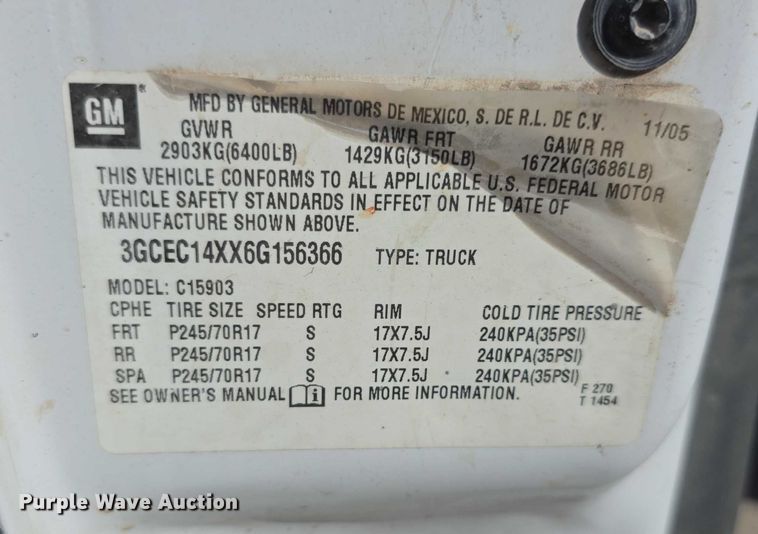 GM
MFD BY GENERAL MOTORS DE MEXICO, S. DE R.L. DE C.V. 11/05
GVWR GAWR FRT GAWR RR
2903KG(6400LB) 1429KG(3150LB) 1672KG(3686LB)
THIS VEHICLE CONFORMS TO ALL APPLICABLE U.S. FEDERAL MOTOR
VEHICLE SAFETY STANDARDS IN EFFECT ON THE DATE OF
MANUFACTURE SHOWN ABOVE.
3GCEC14XX6G156366 TYPE: TRUCK
MODEL: C15903
CPHE TIRE SIZE SPEED RTG RIM COLD TIRE PRESSURE
FRT P245/70R17 S 17X7.5J 240KPA(35PSI)
RR P245/70R17 S 17X7.5J 240KPA(35PSI)
SPA P245/70R17 S 17X7.5J 240KPA(35PSI)
SEE OWNER'S MANUAL FOR MORE INFORMATION. F 270
T 1454
Purple Wave Auction